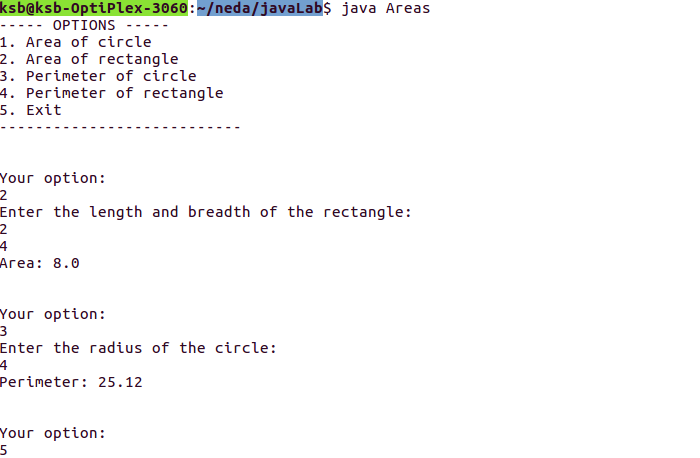 ksb@ksb-OptiPlex-3060:~/neda/javaLab$ java Areas
----- OPTIONS -----
1. Area of circle
2. Area of rectangle
3. Perimeter of circle
4. Perimeter of rectangle
5. Exit
---------------------------
Your option:
2
Enter the length and breadth of the rectangle:
2
4
Area: 8.0
Your option:
3
Enter the radius of the circle:
4
Perimeter: 25.12
Your option:
5